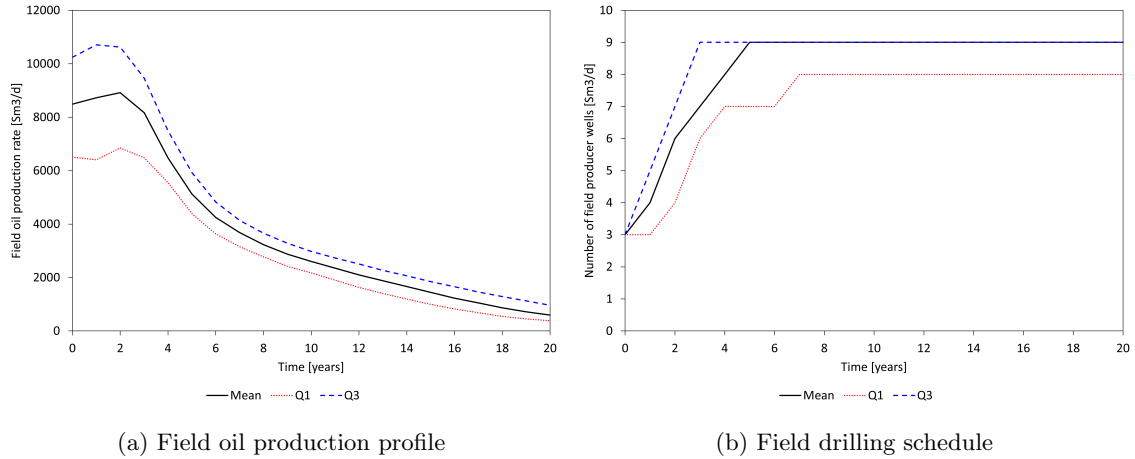 12000
10000
8000
6000
4000
2000
0
Field oil production rate [Sm3/d]
0 2 4 6 8 10 12 14 16 18 20
Time [years]
Mean Q1 Q3
(a) Field oil production profile
10
9
8
7
6
5
4
3
2
1
0
Number of field producer wells [Sm3/d]
0 2 4 6 8 10 12 14 16 18 20
Time [years]
Mean Q1 Q3
(b) Field drilling schedule